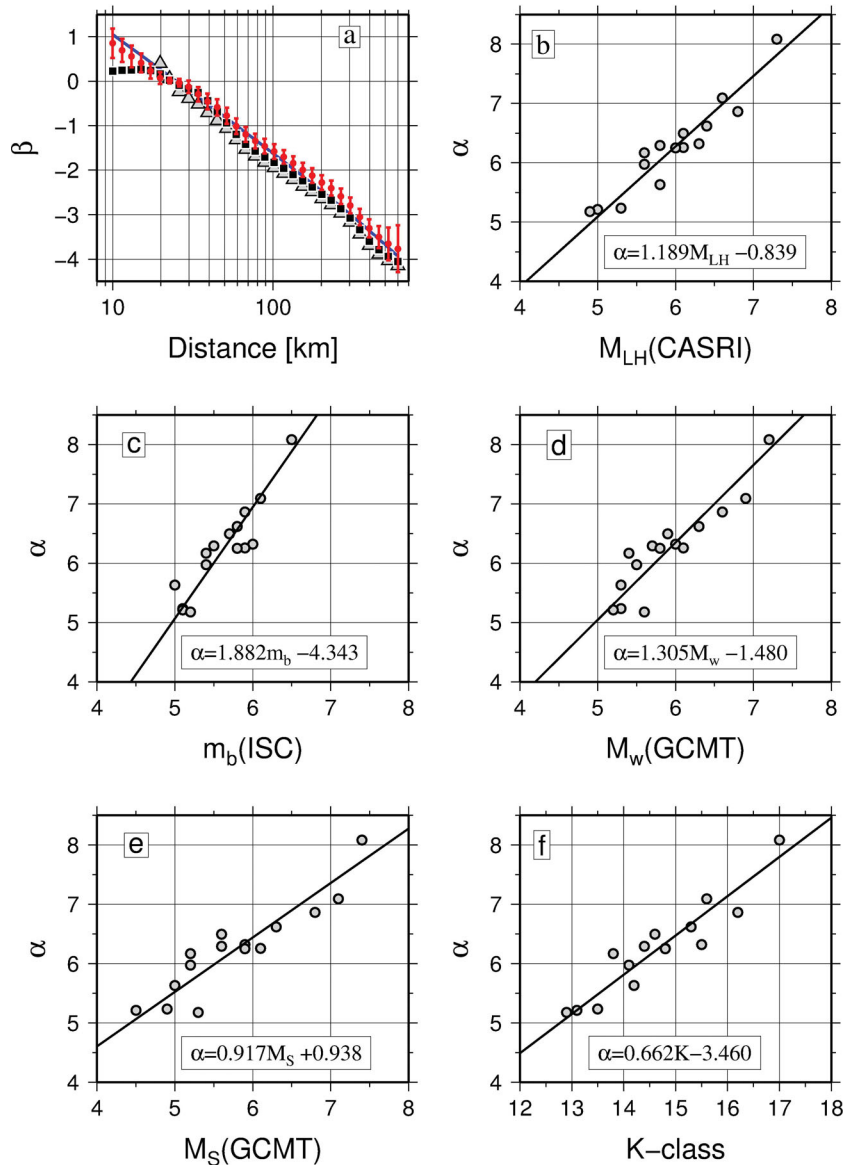 a
1
0
−1
−2
−3
−4
β
10
100
Distance [km]
b
8
7
6
5
4
α
α=1.189M_LH −0.839
4
5
6
7
8
M_LH(CASRI)
c
8
7
6
5
4
α
α=1.882m_b −4.343
4
5
6
7
8
m_b(ISC)
d
8
7
6
5
4
α
α=1.305M_w −1.480
4
5
6
7
8
M_w(GCMT)
e
8
7
6
5
4
α
α=0.917M_S +0.938
4
5
6
7
8
M_S(GCMT)
f
8
7
6
5
4
α
α=0.662K−3.460
12
13
14
15
16
17
18
K−class